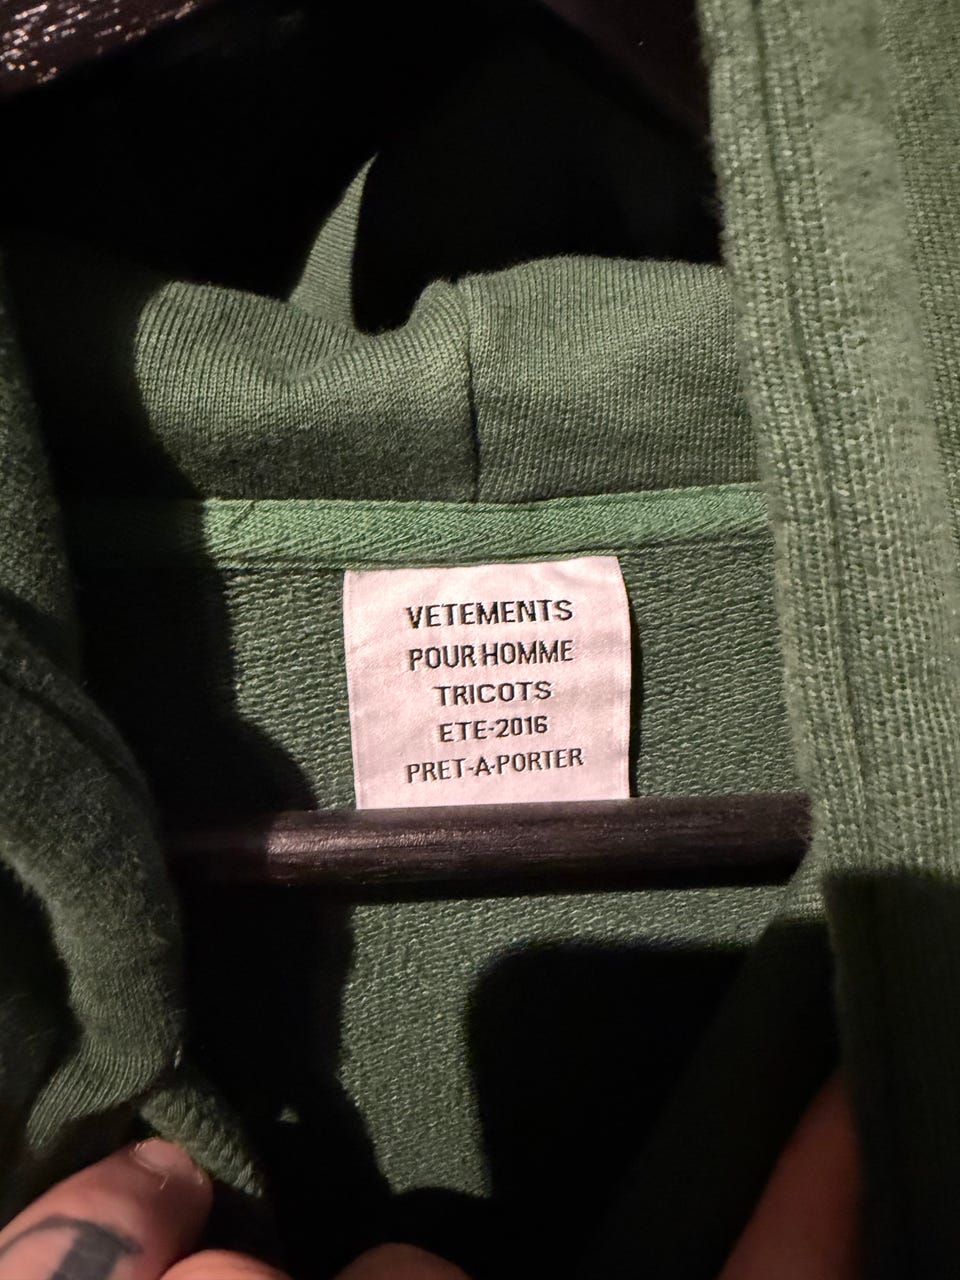 VETEMENTS
POUR HOMME
TRICOTS
ETE-2016
PRET-A-PORTER